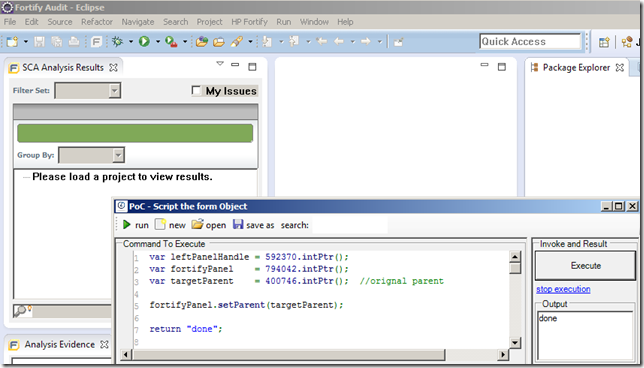 Fortify Audit - Eclipse
File Edit Source Refactor Navigate Search Project HP Fortify Run Window Help
Quick Access
SCA Analysis Results
Package Explorer
Filter Set:
My Issues
Group By:
Please load a project to view results.
PoC - Script the form Object
run new open save as search:
Command To Execute
1 var leftPanelHandle = 592370.intPtr();
2 var fortifyPanel = 794042.intPtr();
3 var targetParent = 400746.intPtr(); //orignal parent
4
5 fortifyPanel.setParent(targetParent);
6
7 return "done";
8
Invoke and Result
Execute
stop execution
Output
done
Analysis Evidence